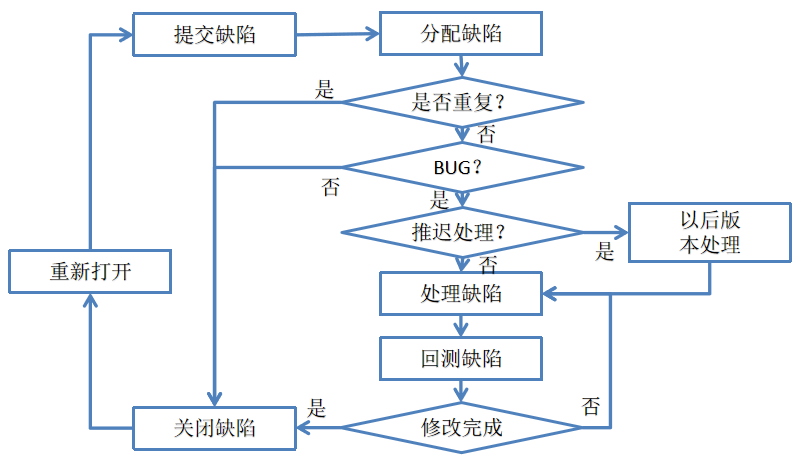 提交缺陷
分配缺陷
是
是否重复？
否
BUG？
否
是
推迟处理？
是
以后版
本处理
重新打开
否
处理缺陷
回测缺陷
是
关闭缺陷
修改完成
否